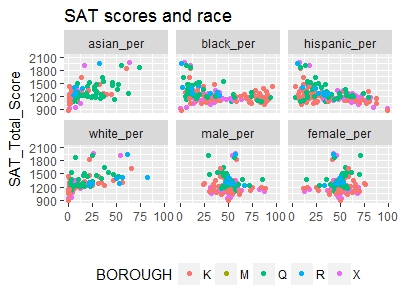 SAT scores and race
asian_per black_per hispanic_per
2100
1800
1500
1200
900
white_per male_per female_per
2100
1800
1500
1200
900
0 25 50 75 100 0 25 50 75 100 0 25 50 75 100
SAT_Total_Score
BOROUGH K M Q R X